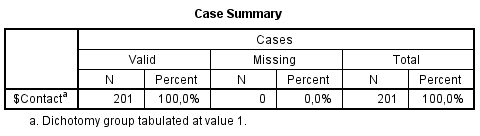 Case Summary
Cases
Valid Missing Total
N Percent N Percent N Percent
$Contactᵃ 201 100,0% 0 0,0% 201 100,0%
a. Dichotomy group tabulated at value 1.